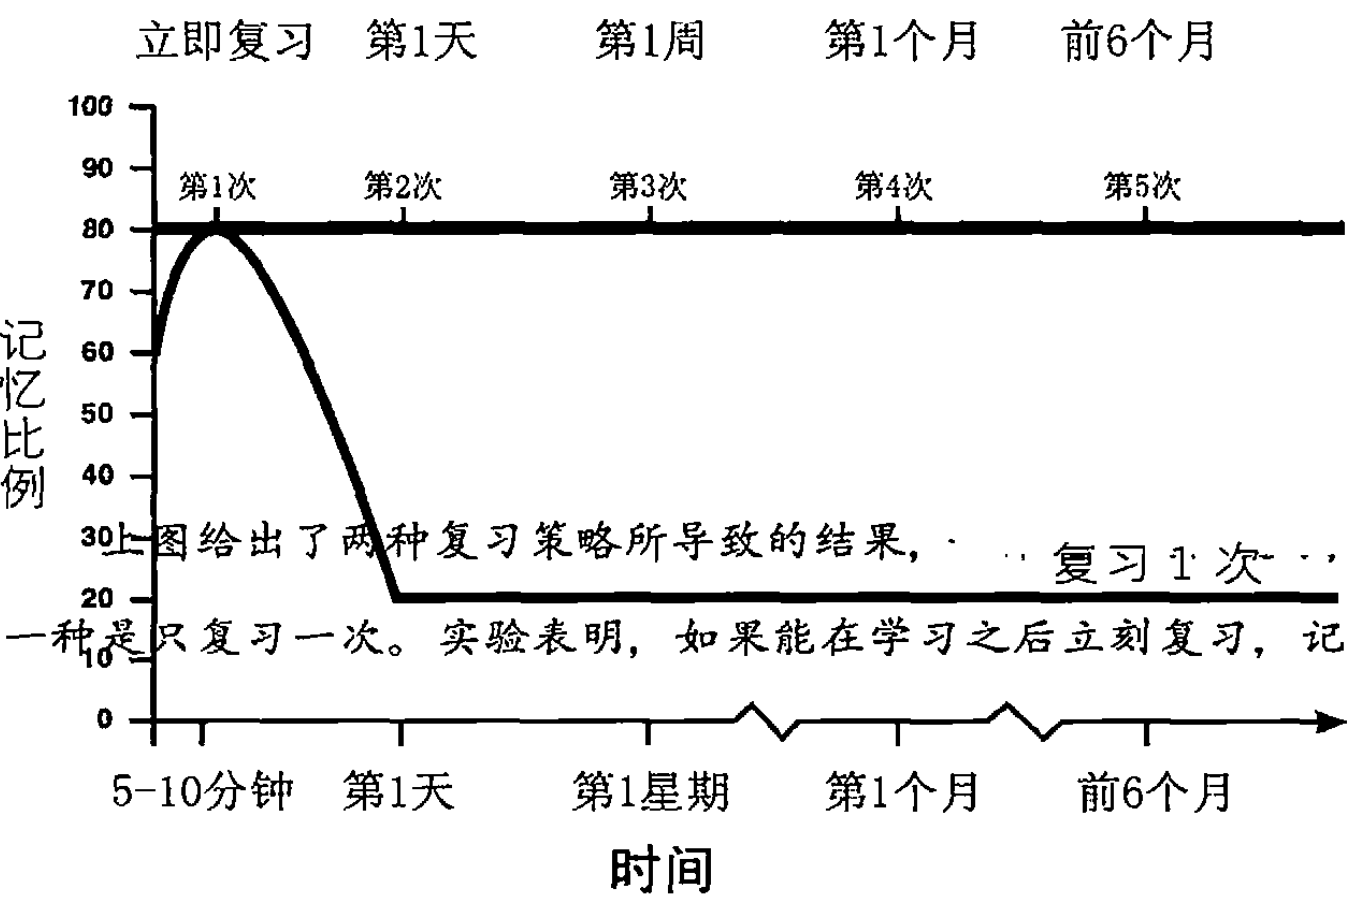 立即复习 第1天 第1周 第1个月 前6个月
100
90
第1次 第2次 第3次 第4次 第5次
80
70
记忆比例
60
50
40
30
上图给出了两种复习策略所导致的结果，
复习1次
20
一种是只复习一次。实验表明，如果能在学习之后立刻复习，记
10
0
5-10分钟 第1天 第1星期 第1个月 前6个月
时间